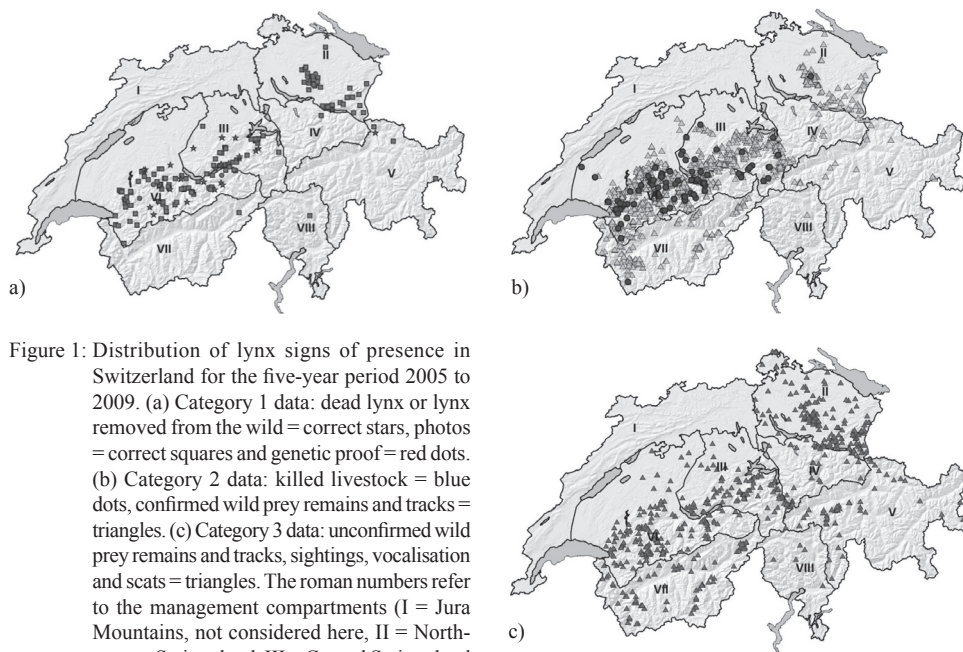 I
II
III
IV
V
VI
VII
VIII
a)
I
II
III
IV
V
VI
VII
VIII
b)
Figure 1: Distribution of lynx signs of presence in
Switzerland for the five-year period 2005 to
2009. (a) Category 1 data: dead lynx or lynx
removed from the wild = correct stars, photos
= correct squares and genetic proof = red dots.
(b) Category 2 data: killed livestock = blue
dots, confirmed wild prey remains and tracks =
triangles. (c) Category 3 data: unconfirmed wild
prey remains and tracks, sightings, vocalisation
and scats = triangles. The roman numbers refer
to the management compartments (I = Jura
Mountains, not considered here, II = North-
I
II
III
IV
V
VI
VII
VIII
c)